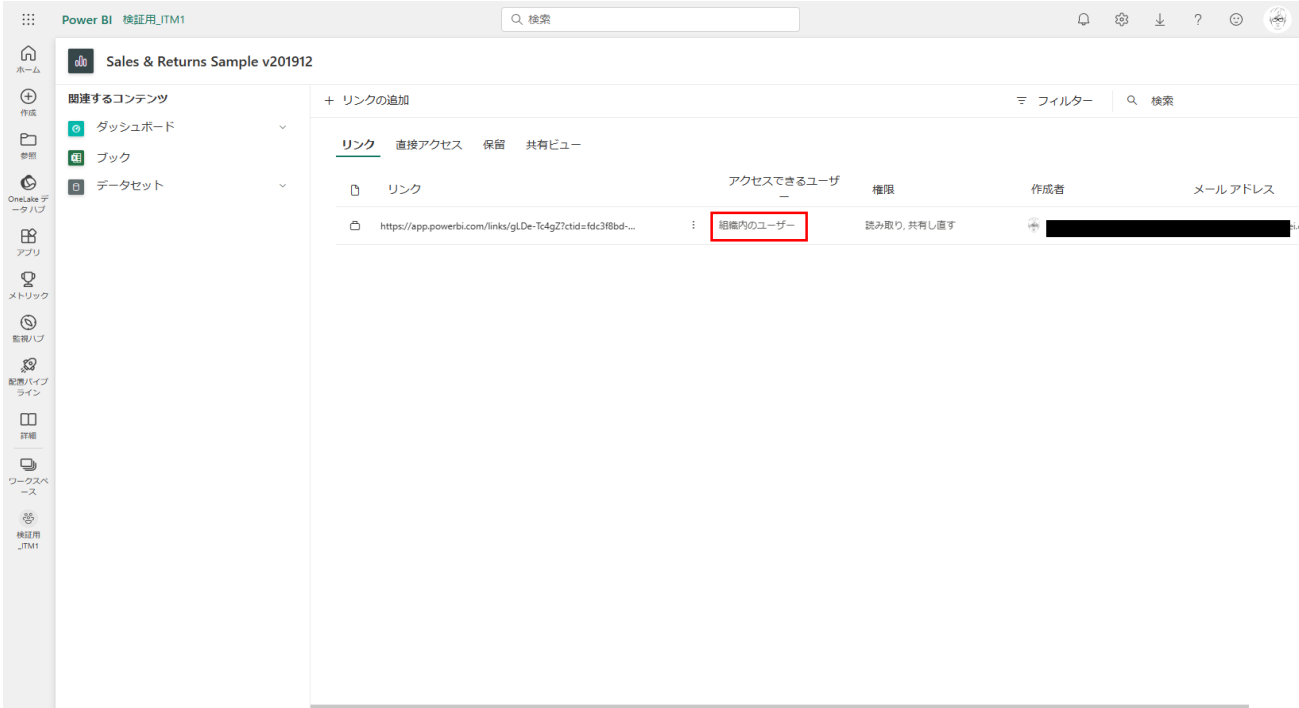 Power BI 検証用_ITM1
検索
ホーム
作成
参照
OneLake デ
ータ ハブ
アプリ
メトリック
監視ハブ
配置パイプ
ライン
詳細
ワークスペ
ース
検証用
_ITM1
Sales & Returns Sample v201912
関連するコンテンツ
ダッシュボード
ブック
データセット
+ リンクの追加
フィルター
検索
リンク 直接アクセス 保留 共有ビュー
リンク
アクセスできるユーザ
ー
権限
作成者
メール アドレス
https://app.powerbi.com/links/gLDe-Tc4gZ?ctid=fdc3f8bd-...
組織内のユーザー
読み取り, 共有し直す